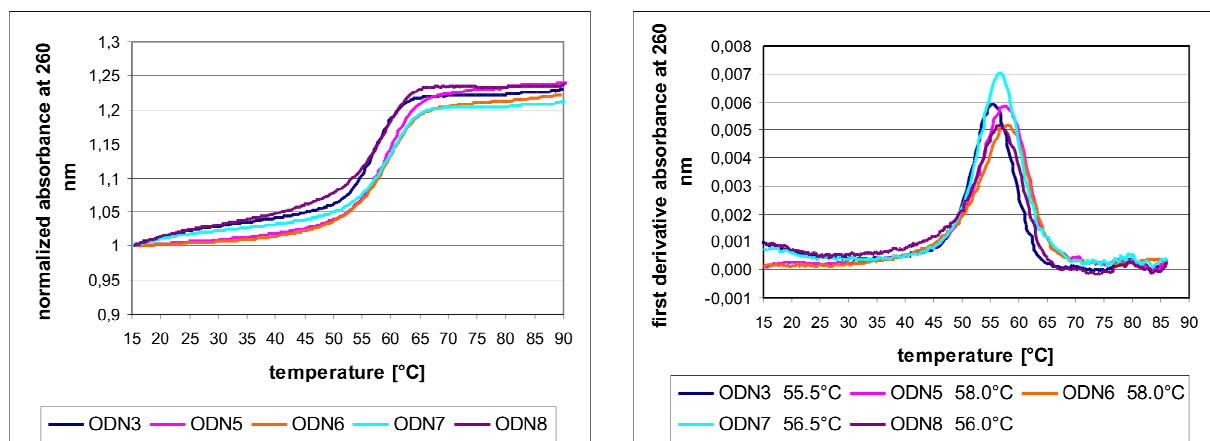 normalized absorbance at 260
nm
1,3
1,25
1,2
1,15
1,1
1,05
1
0,95
0,9
15 20 25 30 35 40 45 50 55 60 65 70 75 80 85 90
temperature [°C]
ODN3 ODN5 ODN6 ODN7 ODN8
first derivative absorbance at 260
nm
0,008
0,007
0,006
0,005
0,004
0,003
0,002
0,001
0,000
-0,001
15 20 25 30 35 40 45 50 55 60 65 70 75 80 85 90
temperature [°C]
ODN3 55.5°C ODN5 58.0°C ODN6 58.0°C
ODN7 56.5°C ODN8 56.0°C